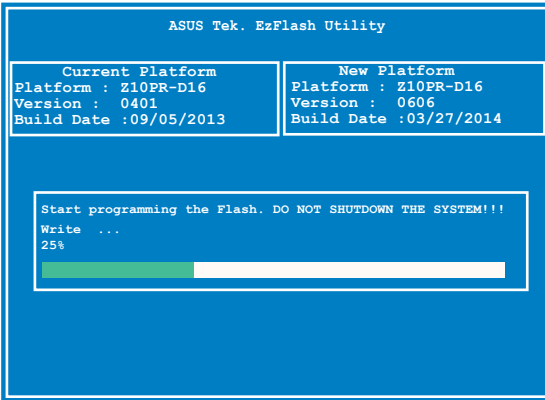 ASUS Tek. EzFlash Utility
Current Platform
Platform : Z10PR-D16
Version : 0401
Build Date :09/05/2013
New Platform
Platform : Z10PR-D16
Version : 0606
Build Date :03/27/2014
Start programming the Flash. DO NOT SHUTDOWN THE SYSTEM!!!
Write ...
25%